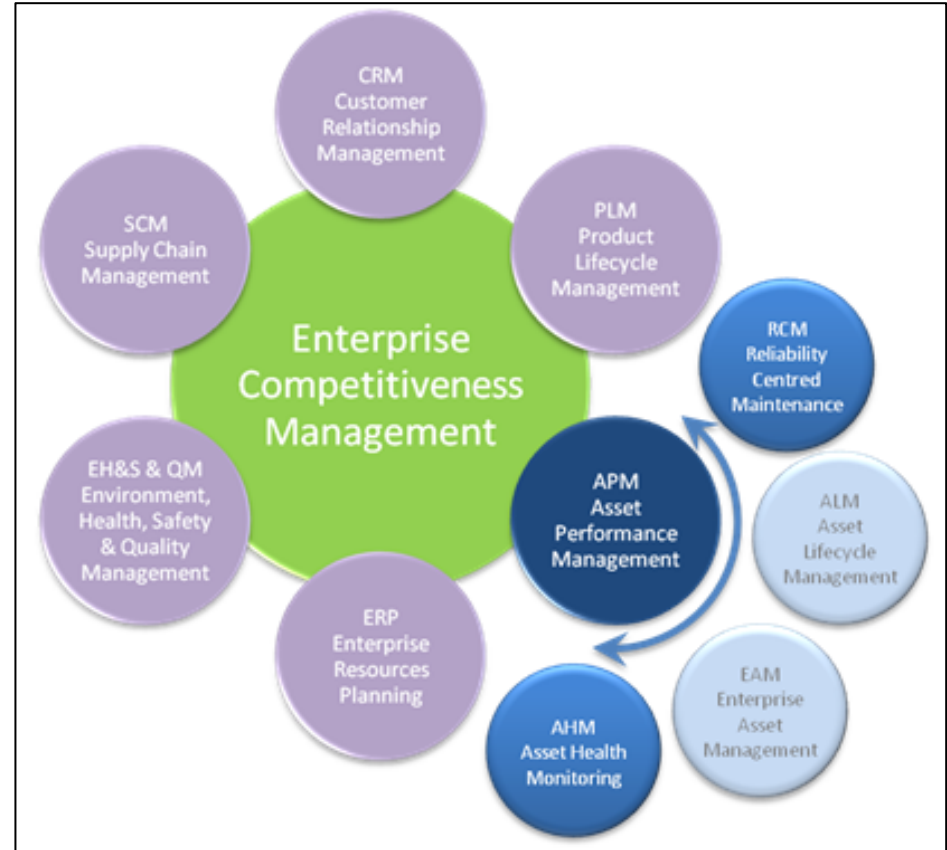 CRM
Customer
Relationship
Management
SCM
Supply Chain
Management
PLM
Product
Lifecycle
Management
Enterprise
Competitiveness
Management
RCM
Reliability
Centred
Maintenance
EH&S & QM
Environment,
Health, Safety
& Quality
Management
APM
Asset
Performance
Management
ALM
Asset
Lifecycle
Management
ERP
Enterprise
Resources
Planning
EAM
Enterprise
Asset
Management
AHM
Asset Health
Monitoring